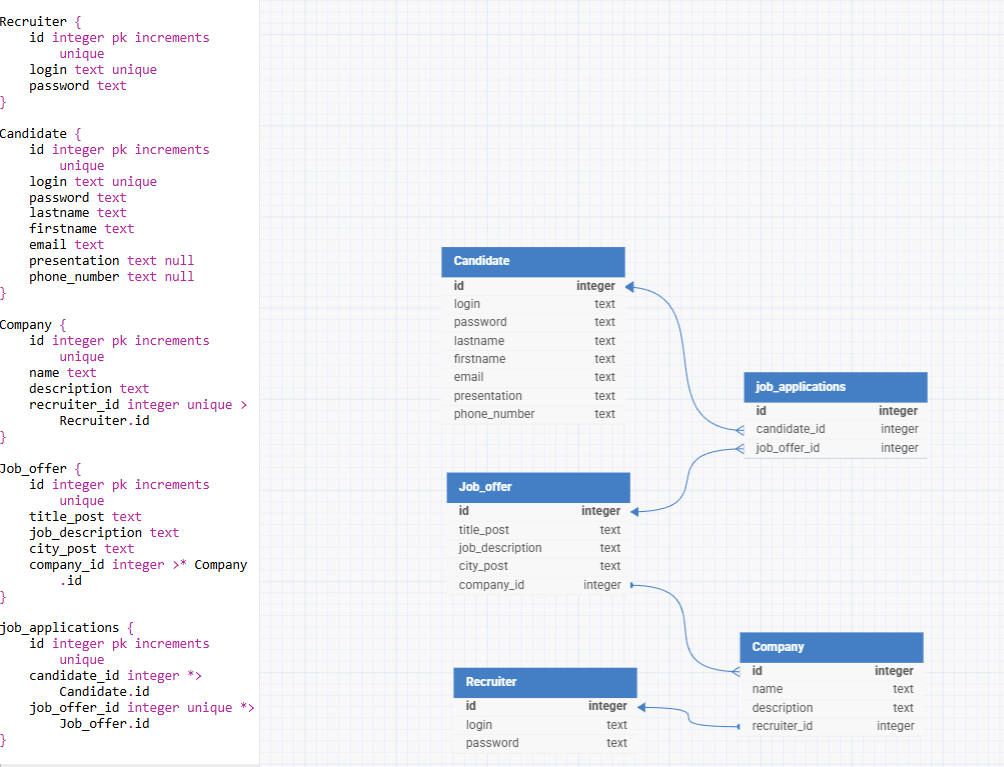 Recruiter {
id integer pk increments
unique
login text unique
password text
}
Candidate {
id integer pk increments
unique
login text unique
password text
lastname text
firstname text
email text
presentation text null
phone_number text null
}
Company {
id integer pk increments
unique
name text
description text
recruiter_id integer unique >
Recruiter.id
}
Job_offer {
id integer pk increments
unique
title_post text
job_description text
city_post text
company_id integer >* Company
.id
}
job_applications {
id integer pk increments
unique
candidate_id integer *>
Candidate.id
job_offer_id integer unique *>
Job_offer.id
}
Candidate
id integer
login text
password text
lastname text
firstname text
email text
presentation text
phone_number text
job_applications
id integer
candidate_id integer
job_offer_id integer
Job_offer
id integer
title_post text
job_description text
city_post text
company_id integer
Company
id integer
name text
description text
recruiter_id integer
Recruiter
id integer
login text
password text